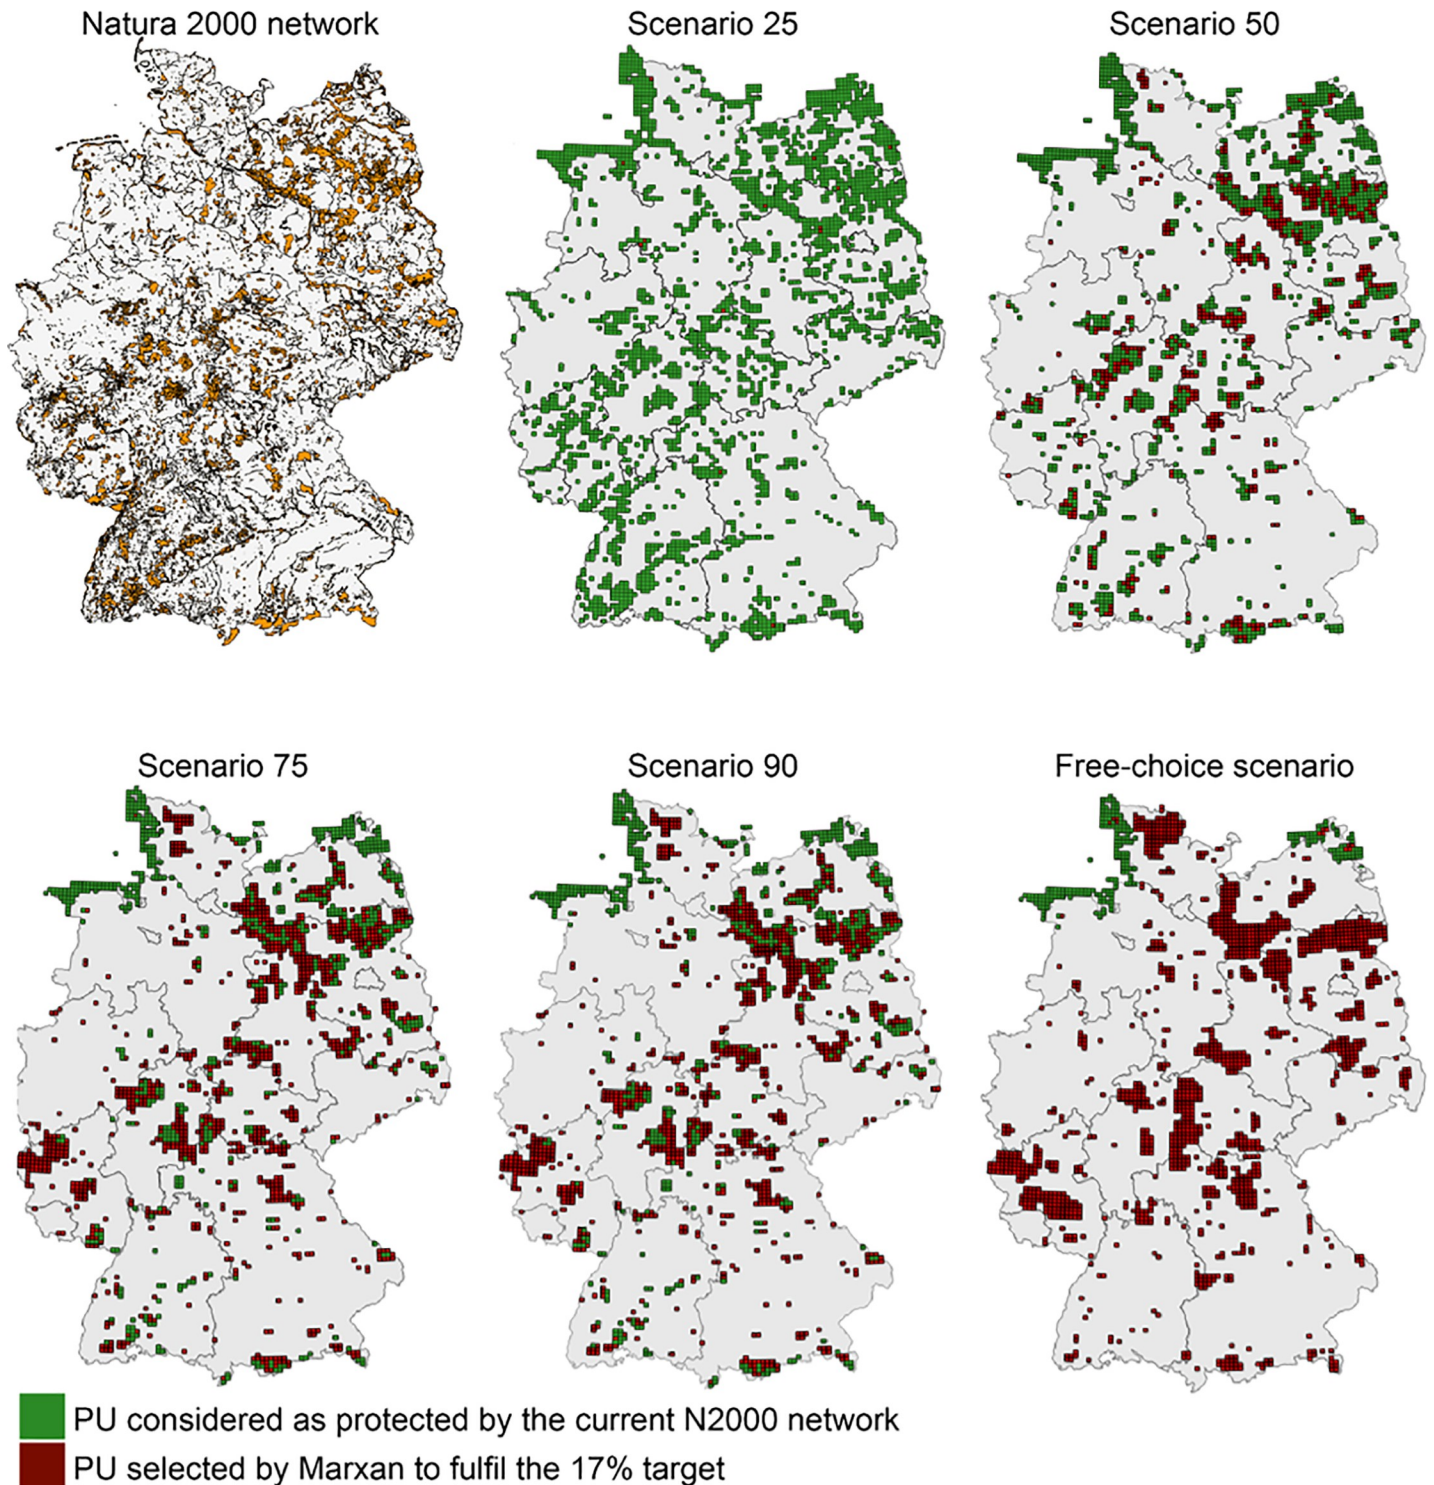 Natura 2000 network
Scenario 25
Scenario 50
Scenario 75
Scenario 90
Free-choice scenario
PU considered as protected by the current N2000 network
PU selected by Marxan to fulfil the 17% target